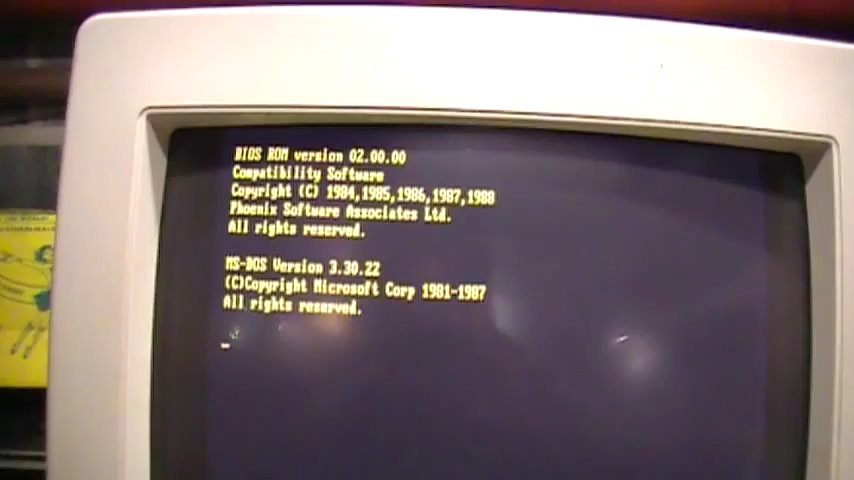 BIOS ROM version 02.00.00
Compatibility Software
Copyright (C) 1984,1985,1986,1987,1988
Phoenix Software Associates Ltd.
All rights reserved.
MS-DOS Version 3.30.22
(C)Copyright Microsoft Corp 1981-1987
All rights reserved.